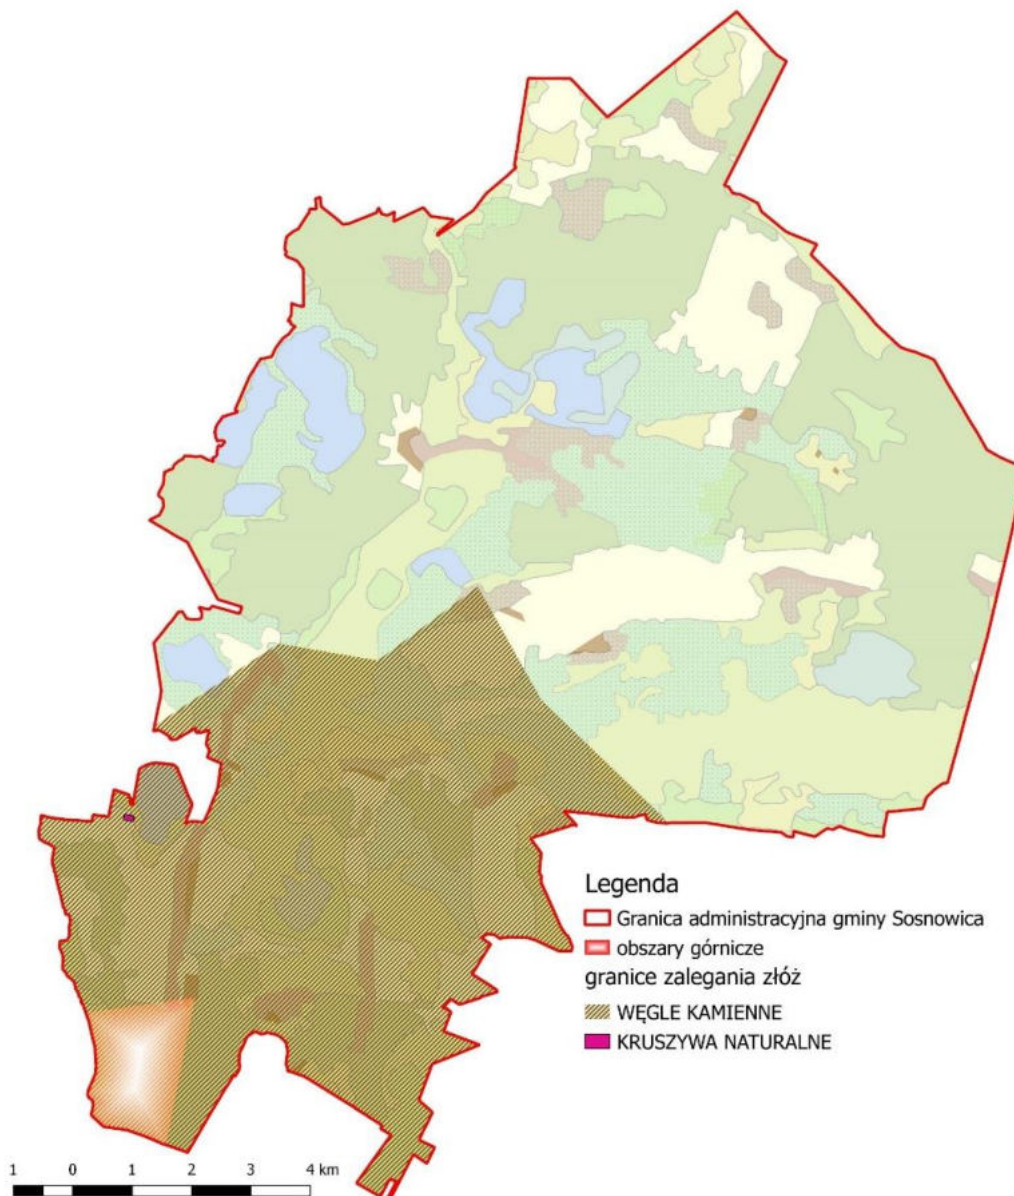 Legenda
Granica administracyjna gminy Sosnowica
obszary górnicze
granice zalegania złóż
WĘGLE KAMIENNE
KRUSZYWA NATURALNE
1 0 1 2 3 4 km